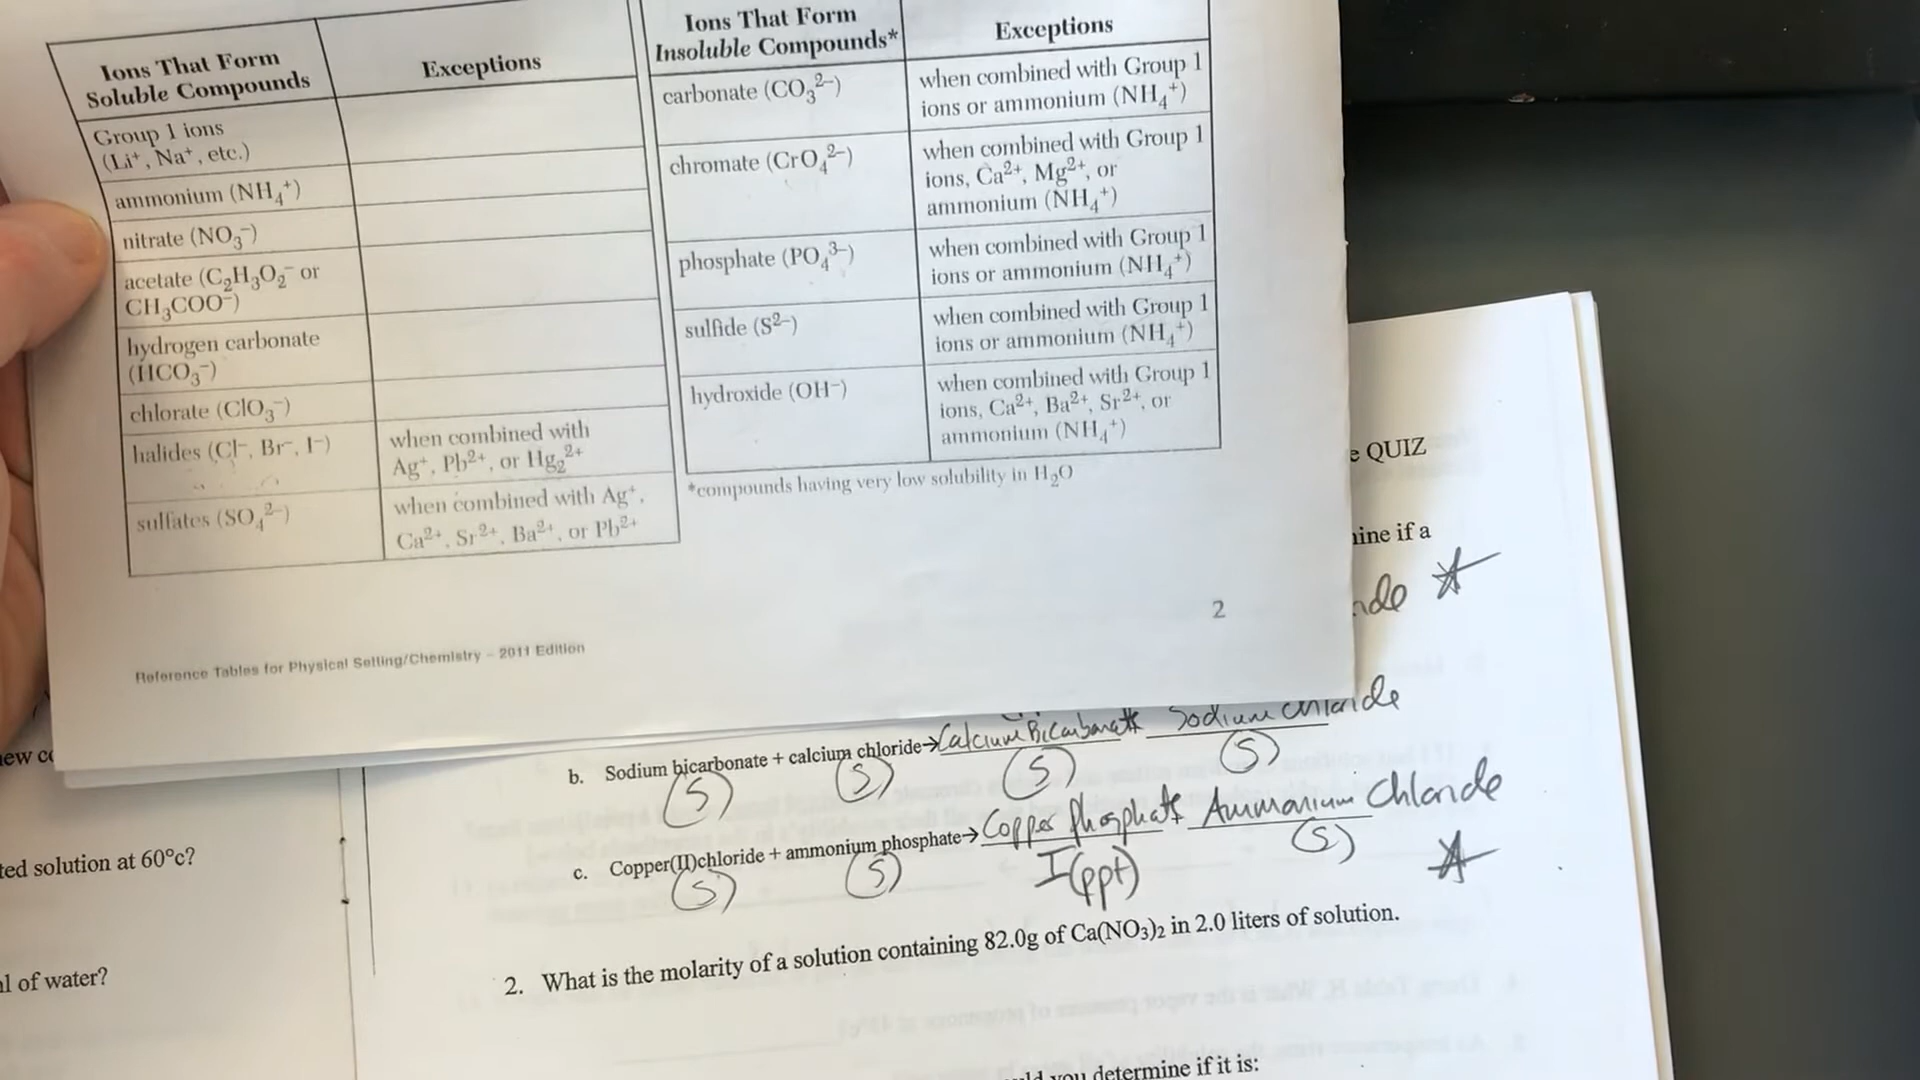 Ions That Form
Soluble Compounds
Exceptions
Group 1 ions
(Li⁺, Na⁺, etc.)
ammonium (NH₄⁺)
nitrate (NO₃⁻)
acetate (C₂H₃O₂⁻ or
CH₃COO⁻)
hydrogen carbonate
(HCO₃⁻)
chlorate (ClO₃⁻)
halides (Cl⁻, Br⁻, I⁻)
when combined with
Ag⁺, Pb²⁺, or Hg₂²⁺
sulfates (SO₄²⁻)
when combined with Ag⁺,
Ca²⁺, Sr²⁺, Ba²⁺, or Pb²⁺
Ions That Form
Insoluble Compounds*
Exceptions
carbonate (CO₃²⁻)
when combined with Group 1
ions or ammonium (NH₄⁺)
chromate (CrO₄²⁻)
when combined with Group 1
ions, Ca²⁺, Mg²⁺, or
ammonium (NH₄⁺)
phosphate (PO₄³⁻)
when combined with Group 1
ions or ammonium (NH₄⁺)
sulfide (S²⁻)
when combined with Group 1
ions or ammonium (NH₄⁺)
hydroxide (OH⁻)
when combined with Group 1
ions, Ca²⁺, Ba²⁺, Sr²⁺, or
ammonium (NH₄⁺)
*compounds having very low solubility in H₂O
2
Reference Tables for Physical Setting/Chemistry – 2011 Edition
e QUIZ
if a
b. Sodium bicarbonate + calcium chloride→Calcium Bicarbonate Sodium Chloride
(S) (S) (S) (S)
c. Copper(II)chloride + ammonium phosphate→Copper phosphate Ammonium Chloride
(S) (S) I(ppt) (S)
2. What is the molarity of a solution containing 82.0g of Ca(NO₃)₂ in 2.0 liters of solution.
you determine if it is:
ted solution at 60°c?
of water?